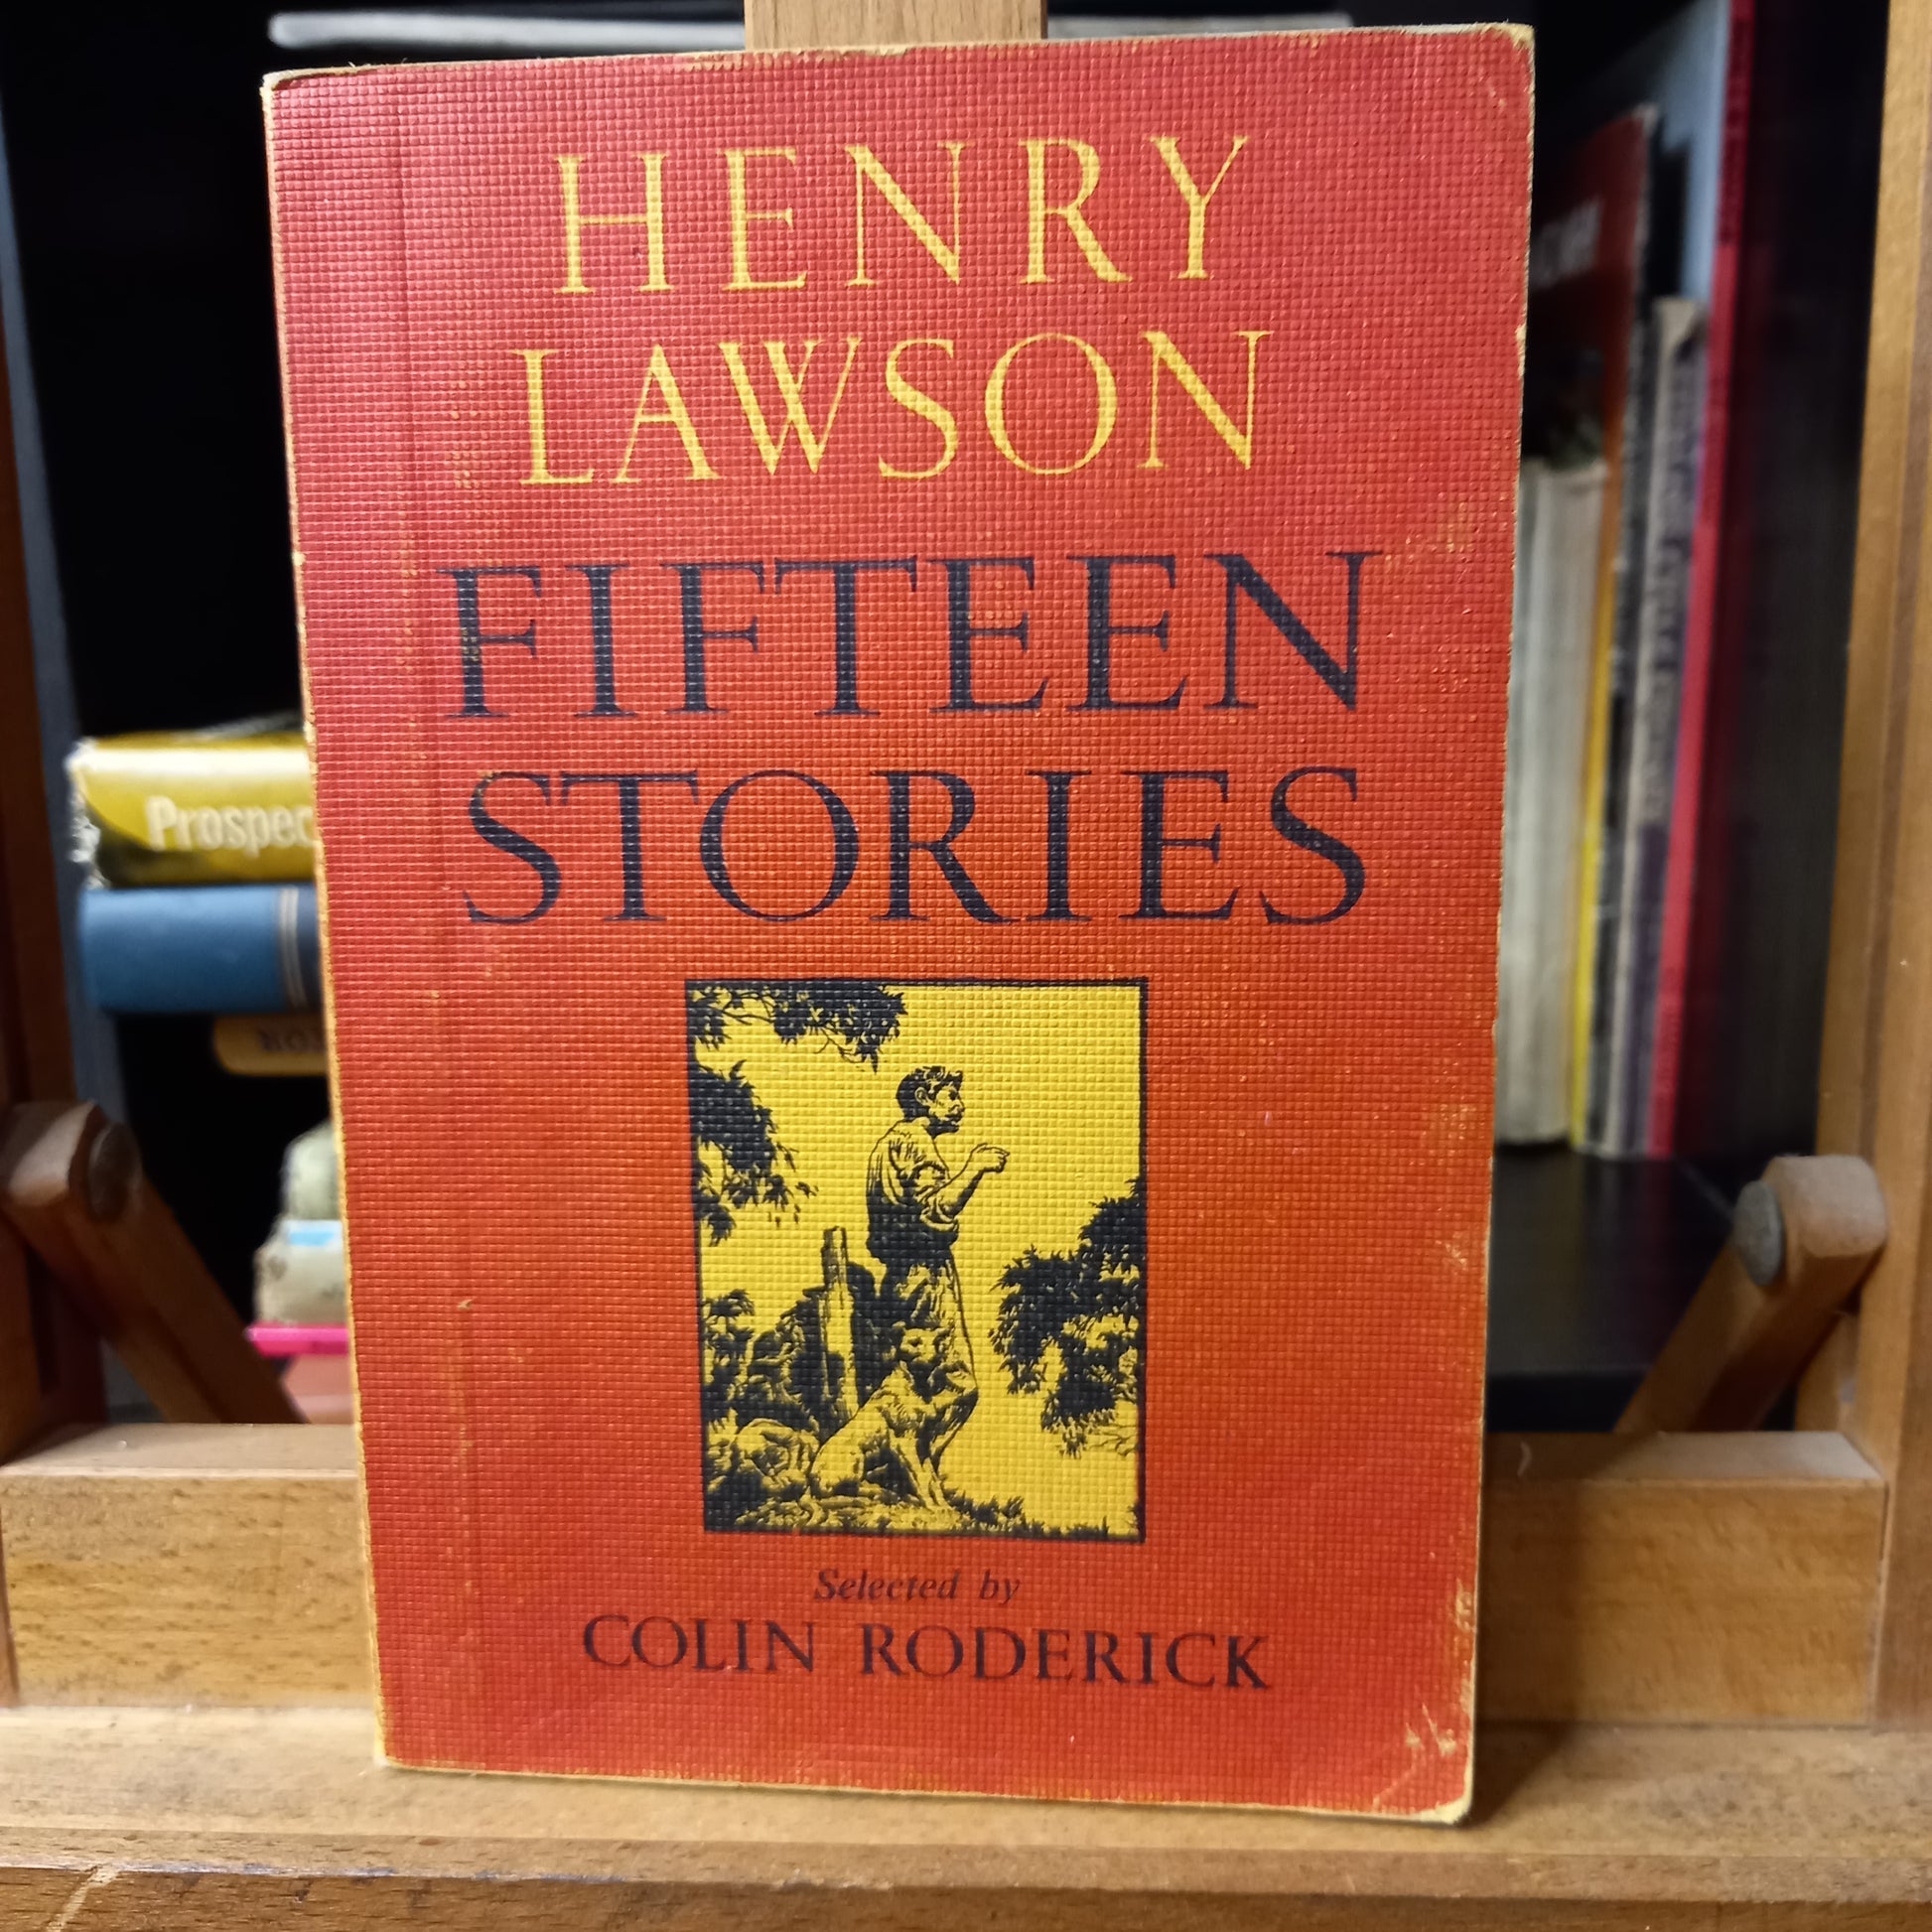 HENRY
LAWSON
FIFTEEN
STORIES
Selected by
COLIN RODERICK
Prospec